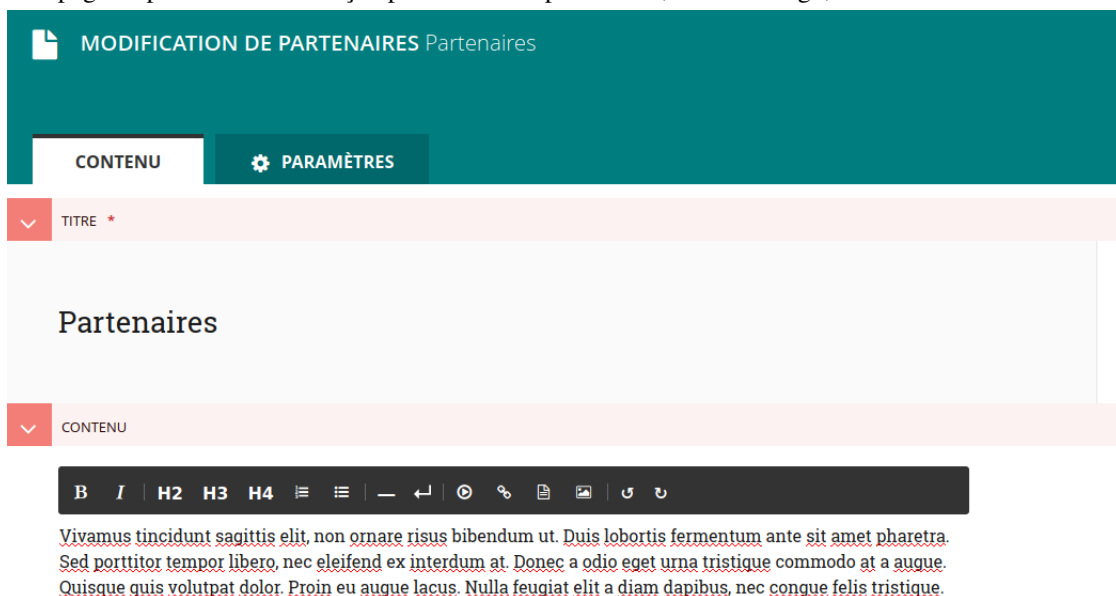 MODIFICATION DE PARTENAIRES Partenaires
CONTENU PARAMÈTRES
TITRE *
Partenaires
CONTENU
B I H2 H3 H4
Vivamus tincidunt sagittis elit, non ornare risus bibendum ut. Duis lobortis fermentum ante sit amet pharetra.
Sed porttitor tempor libero, nec eleifend ex interdum at. Donec a odio eget urna tristique commodo at a augue.
Quisque quis volutpat dolor. Proin eu augue lacus. Nulla feugiat elit a diam dapibus, nec congue felis tristique.